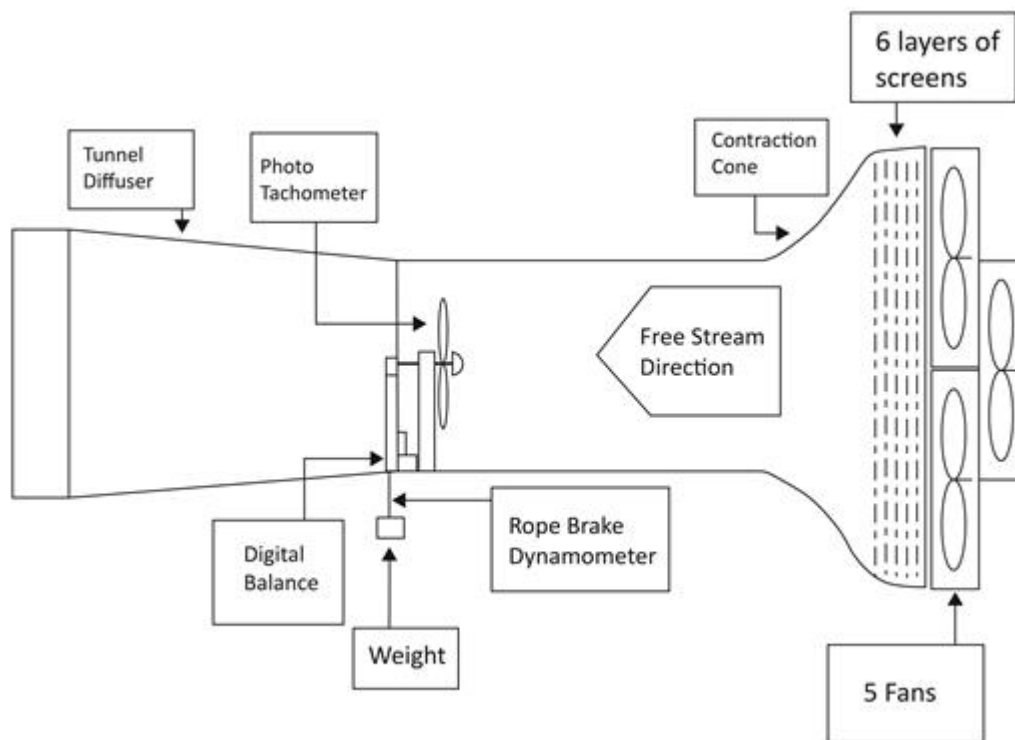 6 layers of
screens
Contraction
Cone
Tunnel
Diffuser
Photo
Tachometer
Free Stream
Direction
Digital
Balance
Rope Brake
Dynamometer
Weight
5 Fans